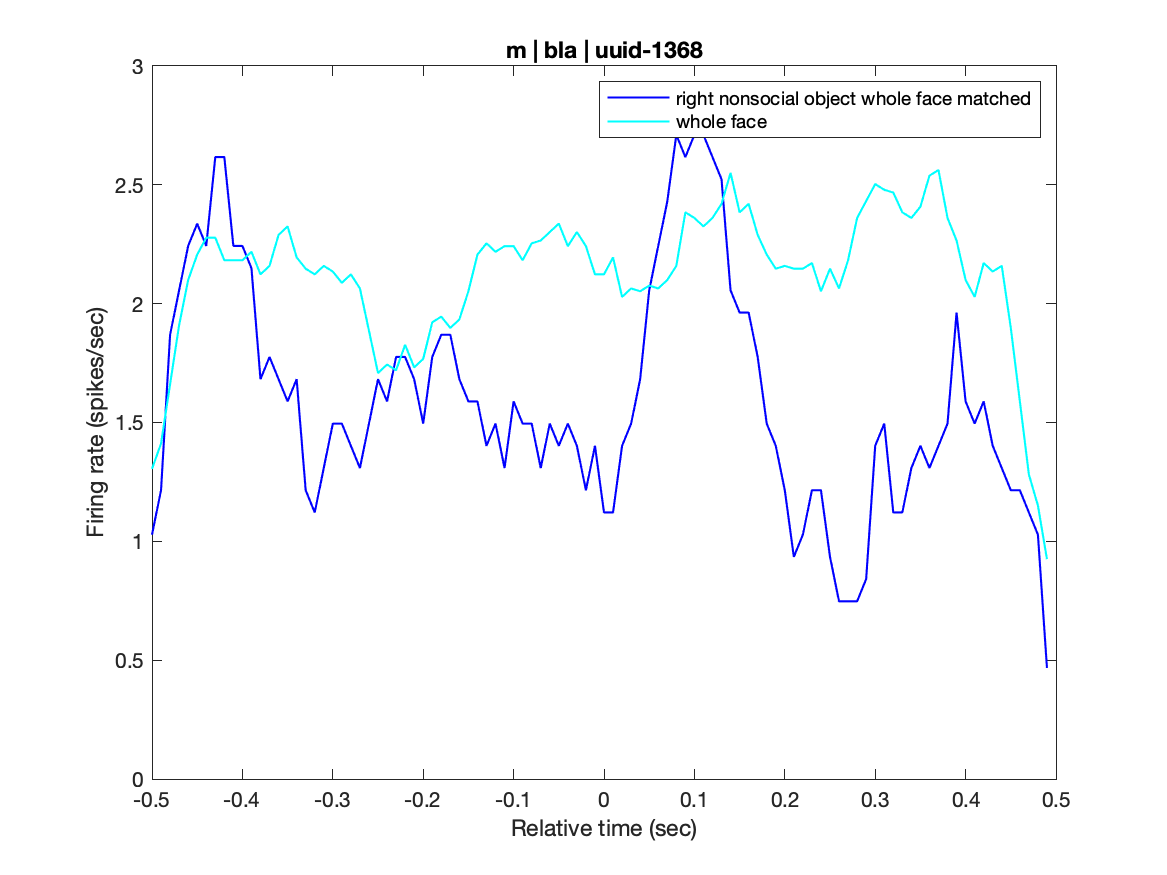 m | bla | uuid-1368
right nonsocial object whole face matched
whole face
Firing rate (spikes/sec)
3
2.5
2
1.5
1
0.5
0
-0.5 -0.4 -0.3 -0.2 -0.1 0 0.1 0.2 0.3 0.4 0.5
Relative time (sec)